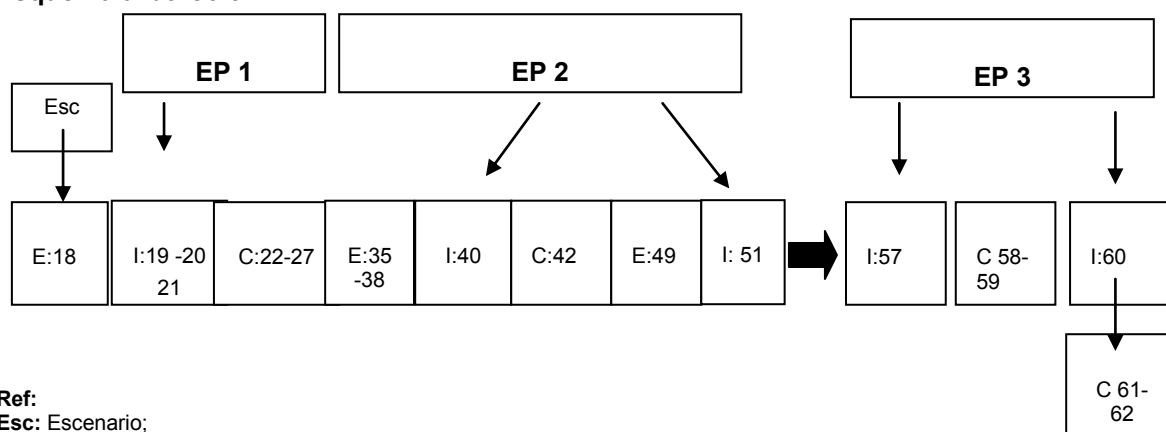 EP 1
EP 2
EP 3
Esc
E:18
I:19 -20
21
C:22-27
E:35
-38
I:40
C:42
E:49
I: 51
I:57
C 58-
59
I:60
C 61-
62
Ref:
Esc: Escenario;